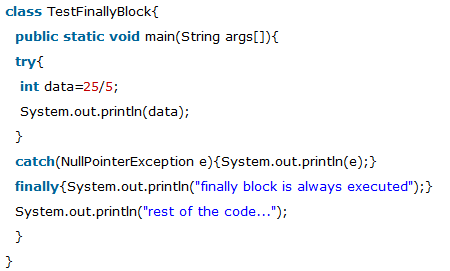 class TestFinallyBlock{
public static void main(String args[]){
try{
int data=25/5;
System.out.println(data);
}
catch(NullPointerException e){System.out.println(e);}
finally{System.out.println("finally block is always executed");}
System.out.println("rest of the code...");
}
}